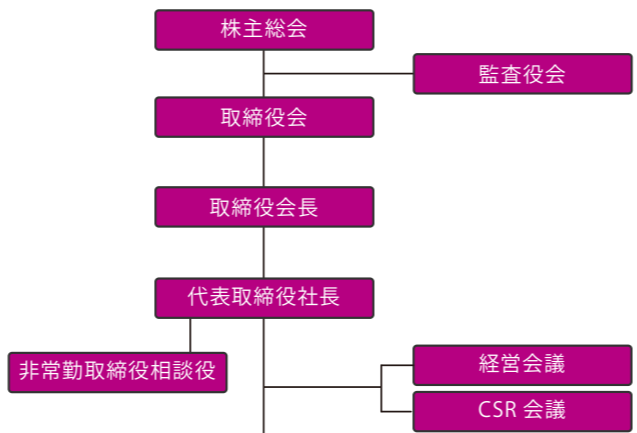 株主総会
監査役会
取締役会
取締役会長
代表取締役社長
非常勤取締役相談役
経営会議
CSR 会議